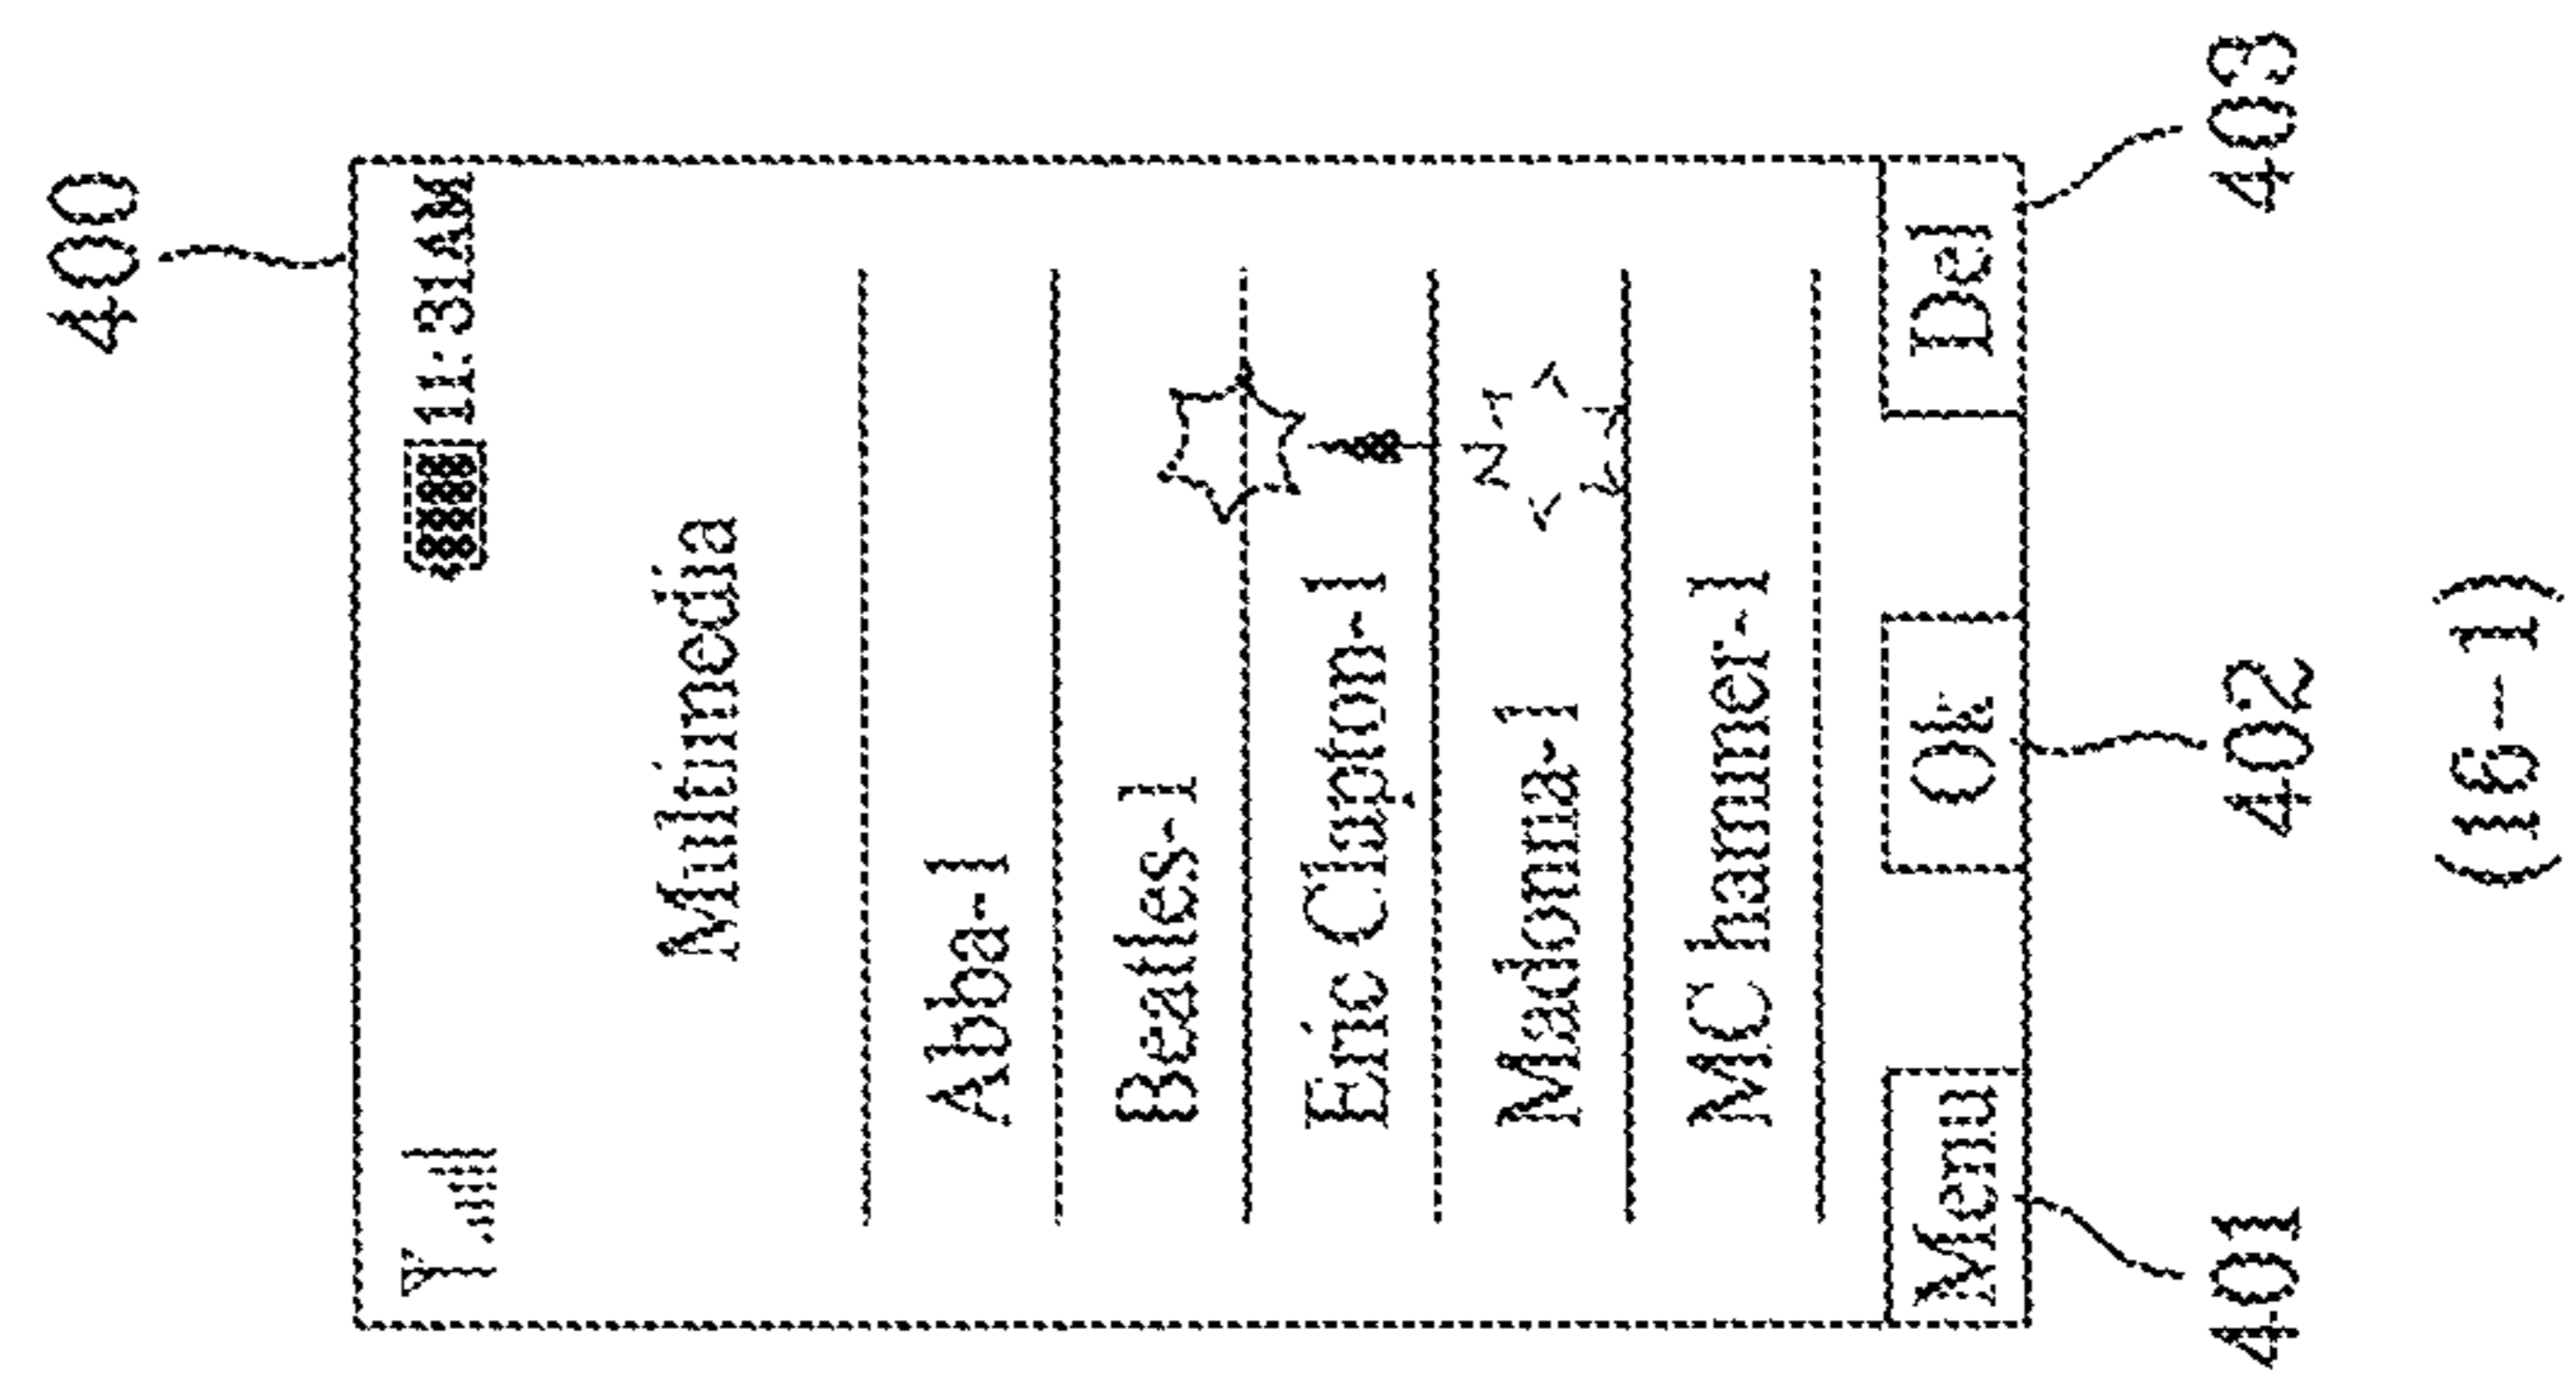 400
11:31AM
Multimedia
Abba-1
Beatles-1
Eric Clapton-1
Madonna-1
MC hammer-1
Menu Ok Del
401 402 403
(16-1)